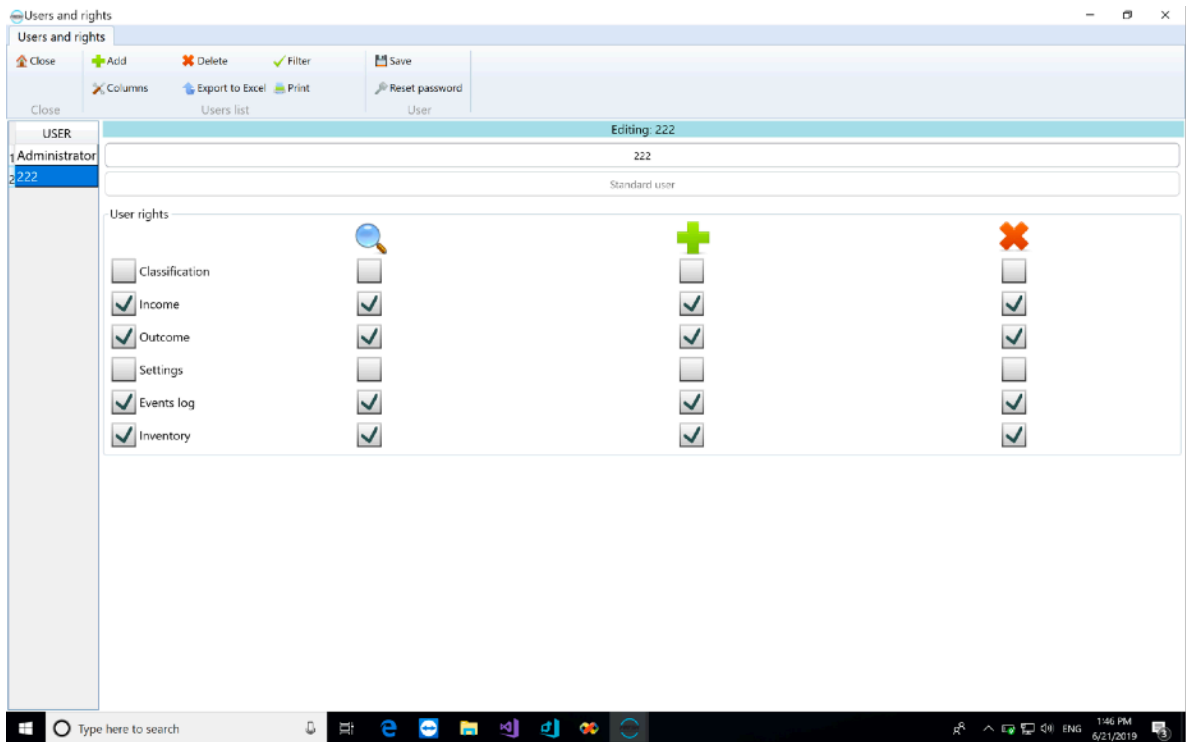 Users and rights
Users and rights
Close Add Delete Filter Save
Columns Export to Excel Print Reset password
Close Users list User
USER Editing: 222
1 Administrator 222
2 222 Standard user
User rights
Classification
Income
Outcome
Settings
Events log
Inventory
Type here to search ENG 1:46 PM
6/21/2019 3